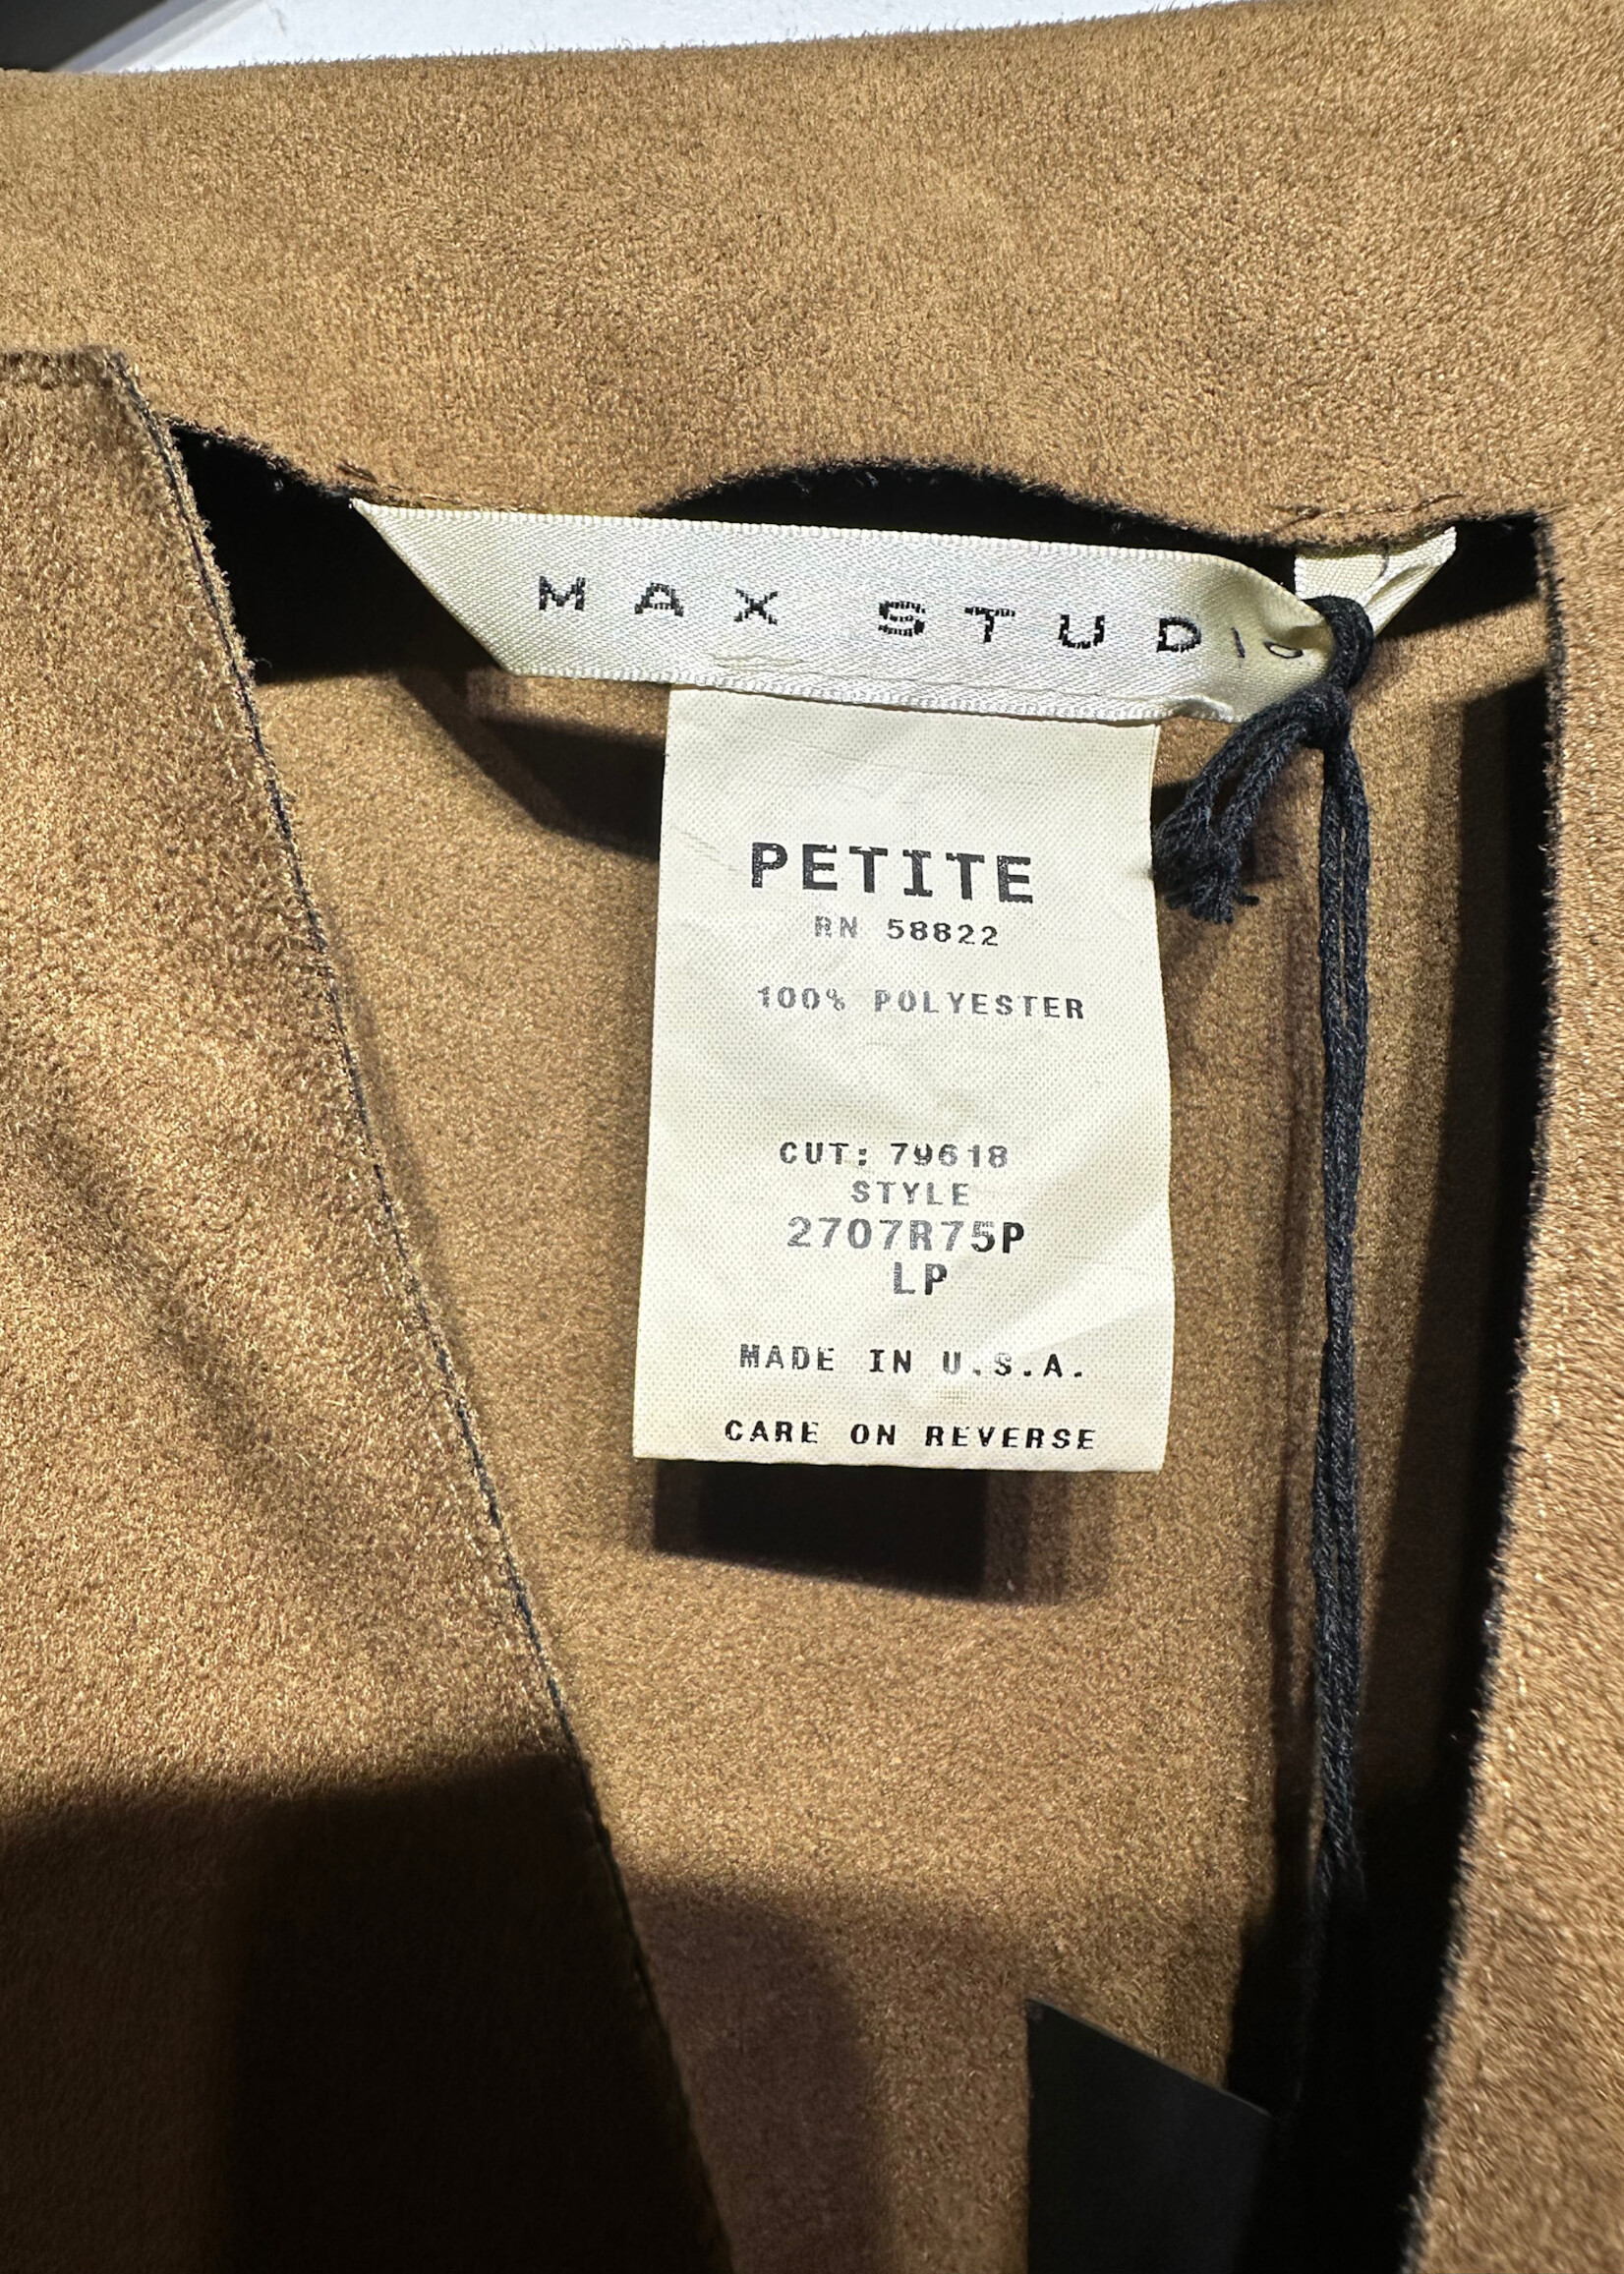 MAX STUDIO
PETITE
RN 58822
100% POLYESTER
CUT: 79618
STYLE
2707R75P
LP
MADE IN U.S.A.
CARE ON REVERSE